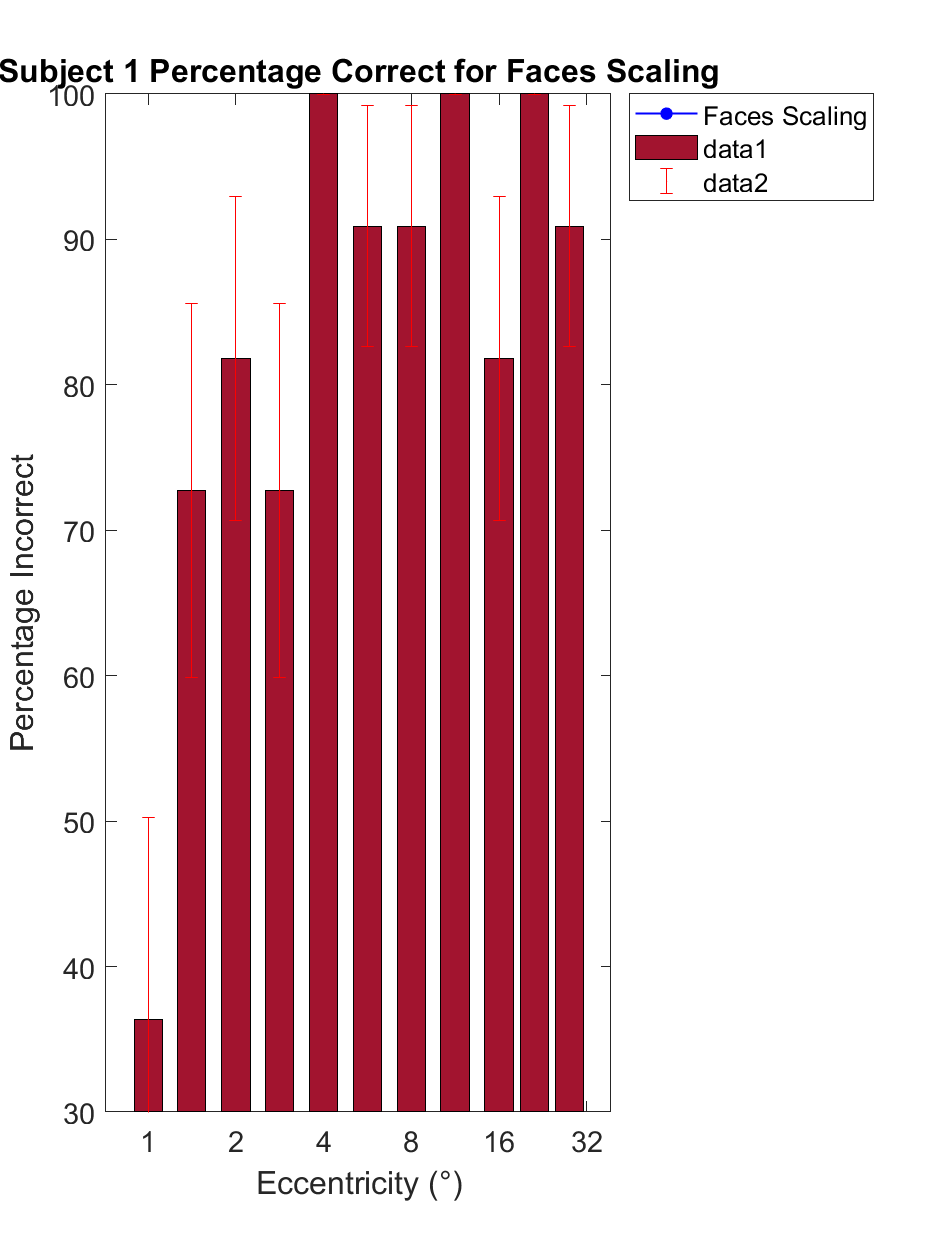 Subject 1 Percentage Correct for Faces Scaling
Faces Scaling
data1
data2
100
90
80
70
60
50
40
30
Percentage Incorrect
1 2 4 8 16 32
Eccentricity (°)